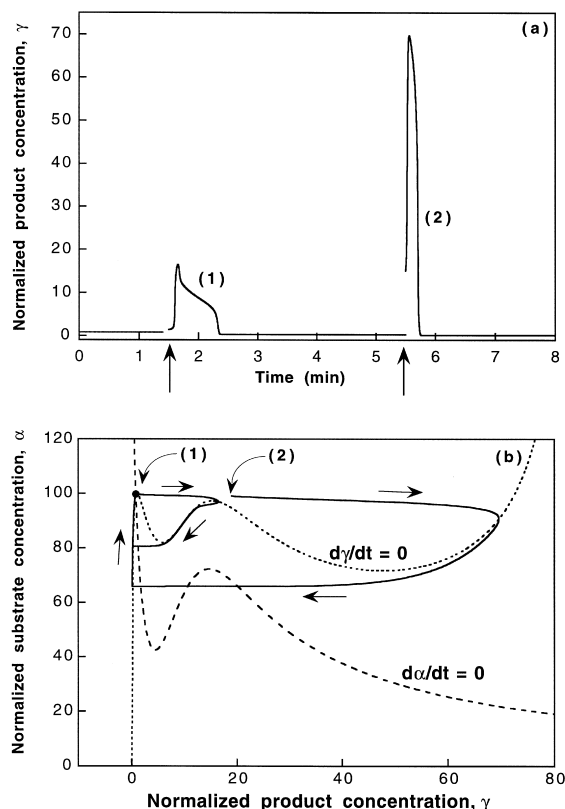 (a)
Normalized product concentration, γ
70
60
50
40
30
20
10
0
(1)
(2)
0 1 2 3 4 5 6 7 8
Time (min)
(b)
Normalized substrate concentration, α
120
100
80
60
40
20
0
(1)
(2)
dγ/dt = 0
dα/dt = 0
0 20 40 60 80
Normalized product concentration, γ